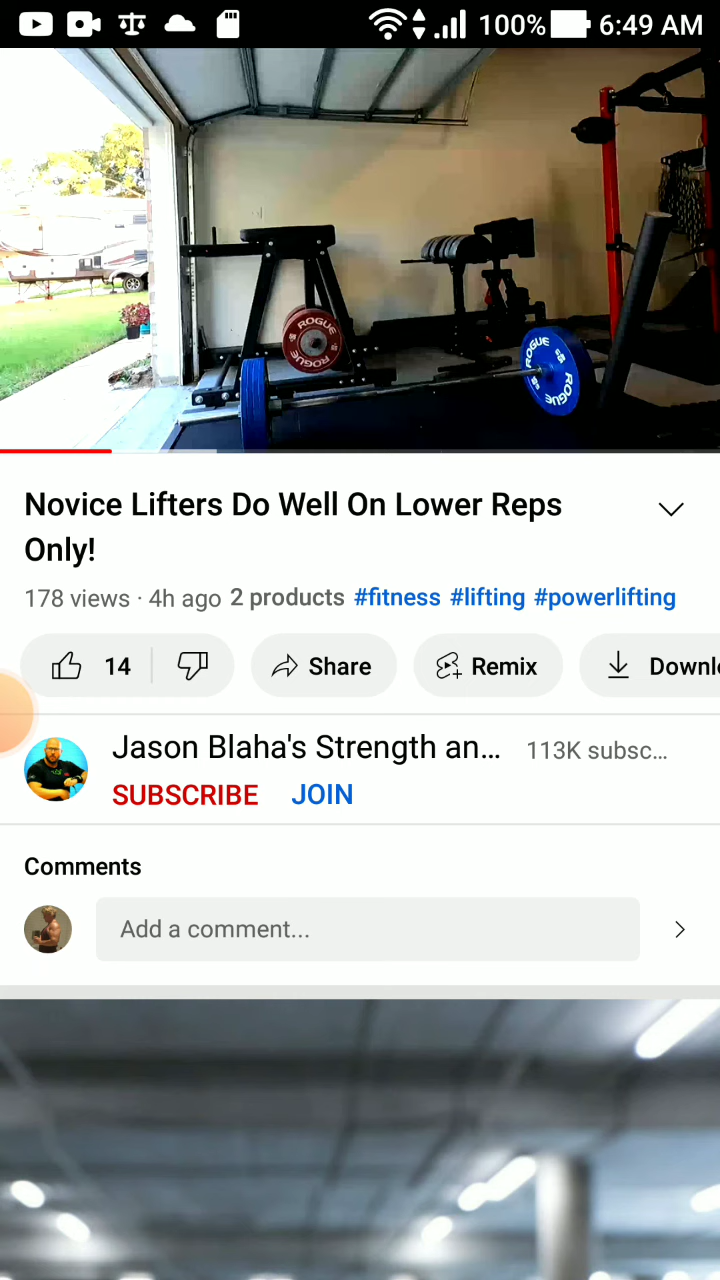 100% 6:49 AM
ROGUE
ROGUE
ROGUE
Novice Lifters Do Well On Lower Reps
Only!
178 views · 4h ago 2 products #fitness #lifting #powerlifting
14 Share Remix Downlo
Jason Blaha's Strength an... 113K subsc...
SUBSCRIBE JOIN
Comments
Add a comment...